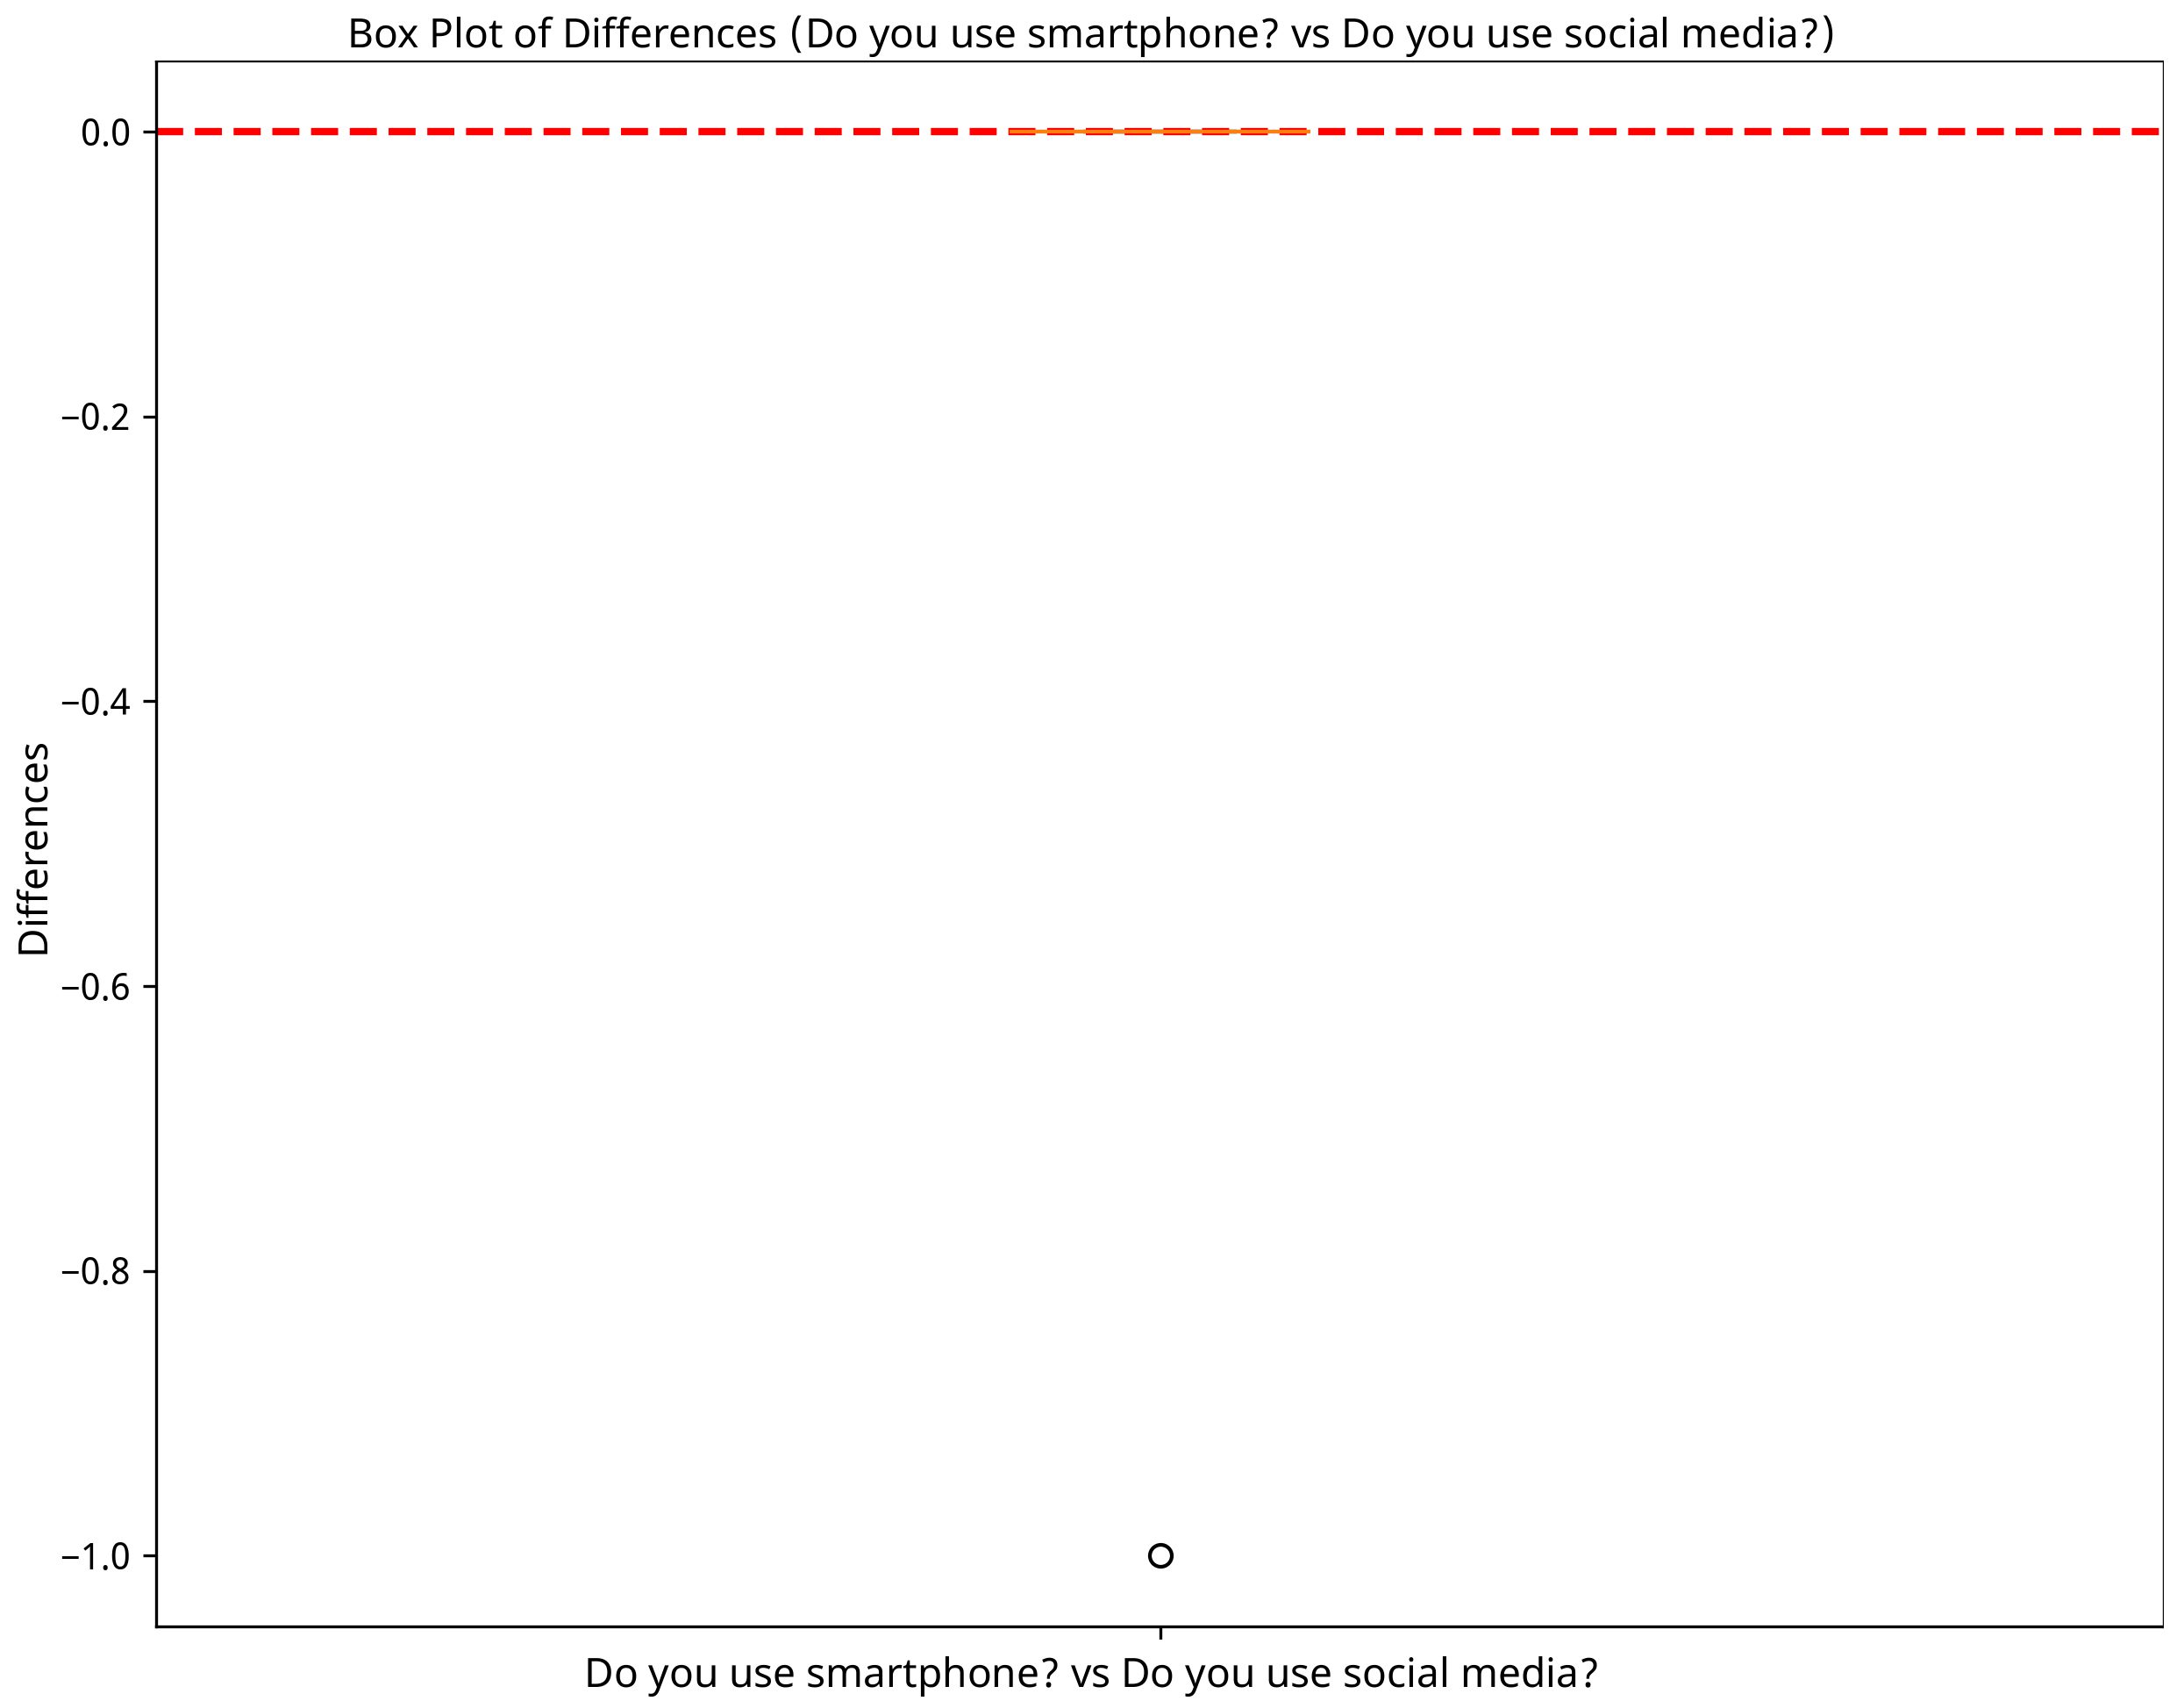 Box Plot of Differences (Do you use smartphone? vs Do you use social media?)
0.0
−0.2
−0.4
Differences
−0.6
−0.8
−1.0
Do you use smartphone? vs Do you use social media?